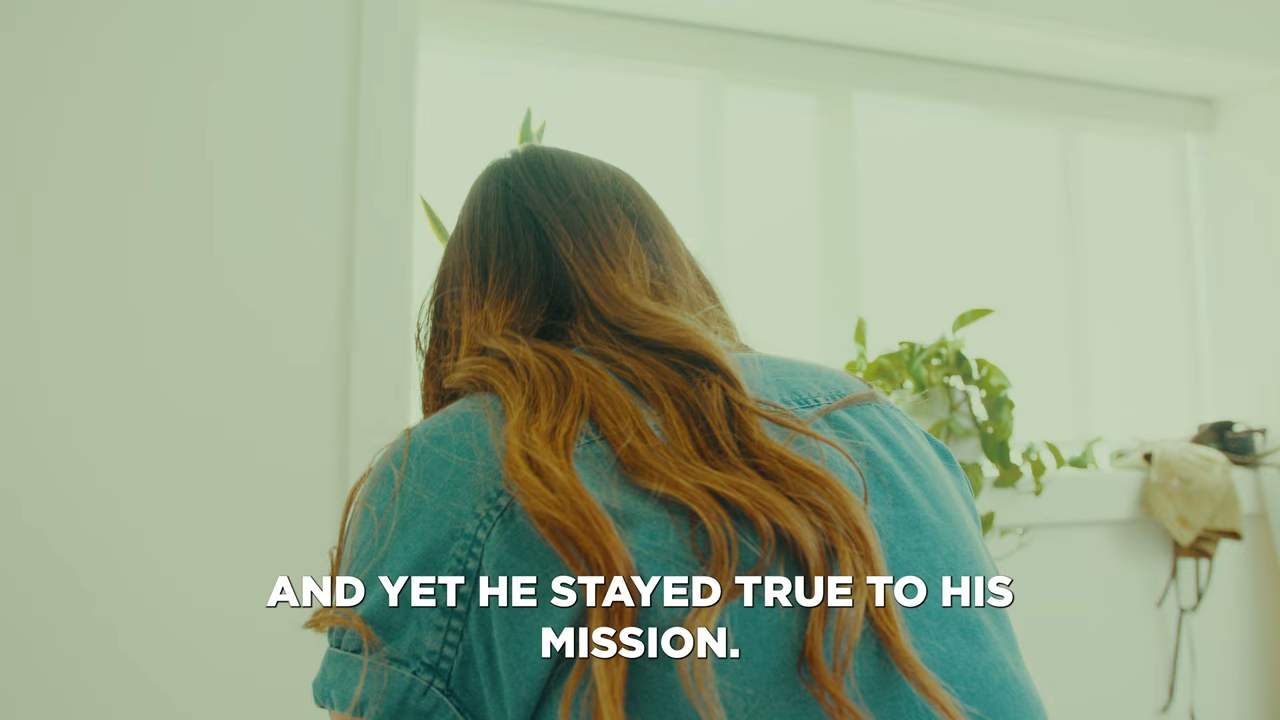 AND YET HE STAYED TRUE TO HIS
MISSION.